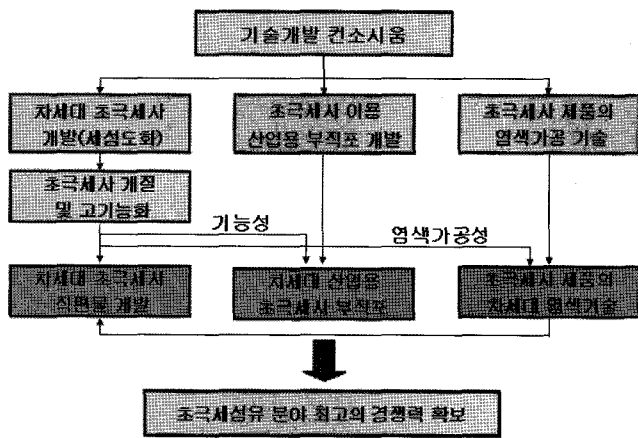 기술개발 컨소시움
차세대 초극세사
개발(세섬도화)
초극세사 이용
산업용 부직포 개발
초극세사 제품의
염색가공 기술
초극세사 개질
및 고기능화
기능성
염색가공성
차세대 초극세사
직편물 개발
차세대 산업용
초극세사 부직포
초극세사 제품의
차세대 염색기술
초극세섬유 분야 최고의 경쟁력 확보